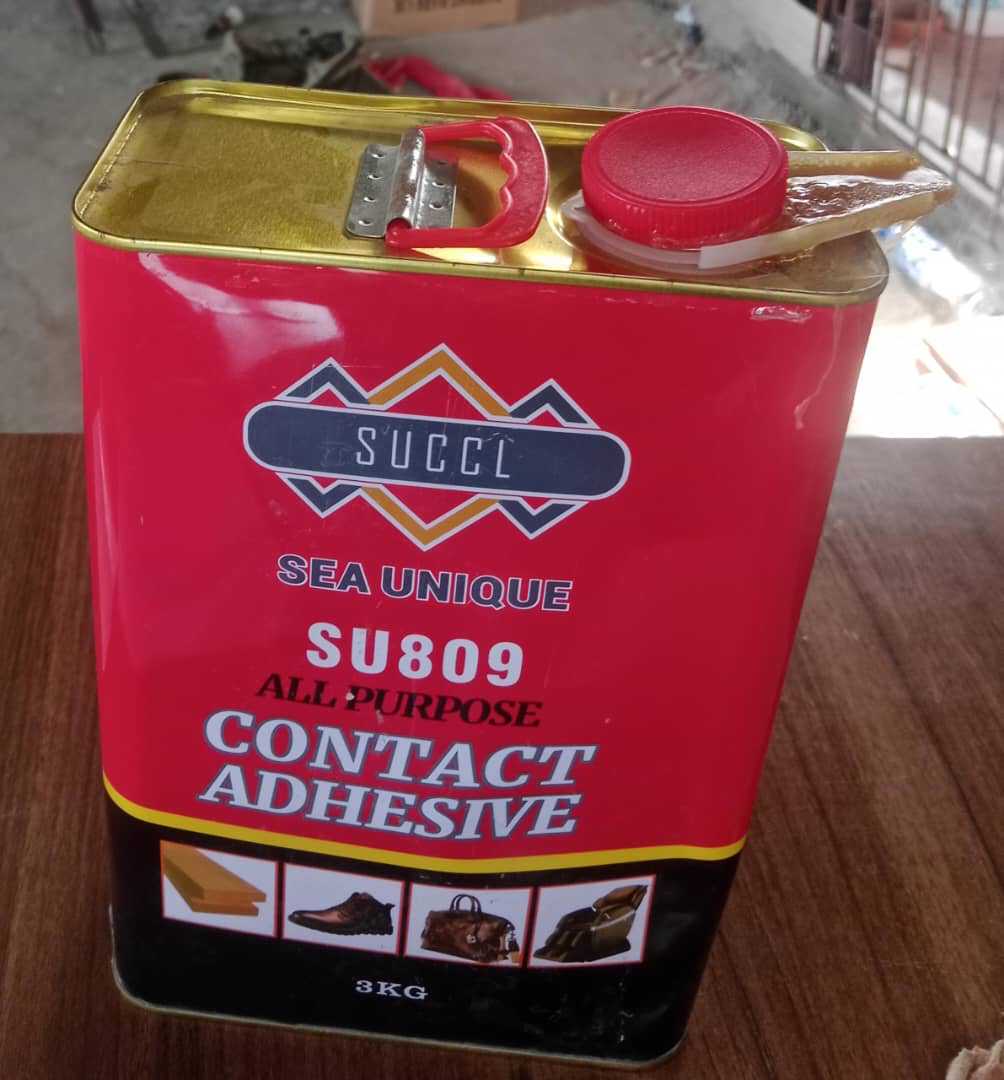 SUCCL
SEA UNIQUE
SU809
ALL PURPOSE
CONTACT
ADHESIVE
3KG